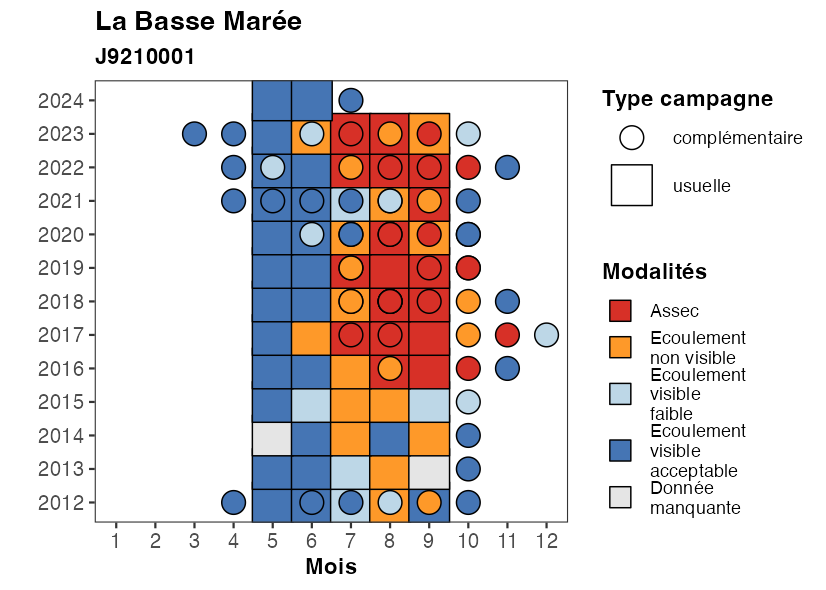 La Basse Marée
J9210001
2024
2023
2022
2021
2020
2019
2018
2017
2016
2015
2014
2013
2012
1 2 3 4 5 6 7 8 9 10 11 12
Mois
Type campagne
complémentaire
usuelle
Modalités
Assec
Ecoulement
non visible
Ecoulement
visible
faible
Ecoulement
visible
acceptable
Donnée
manquante